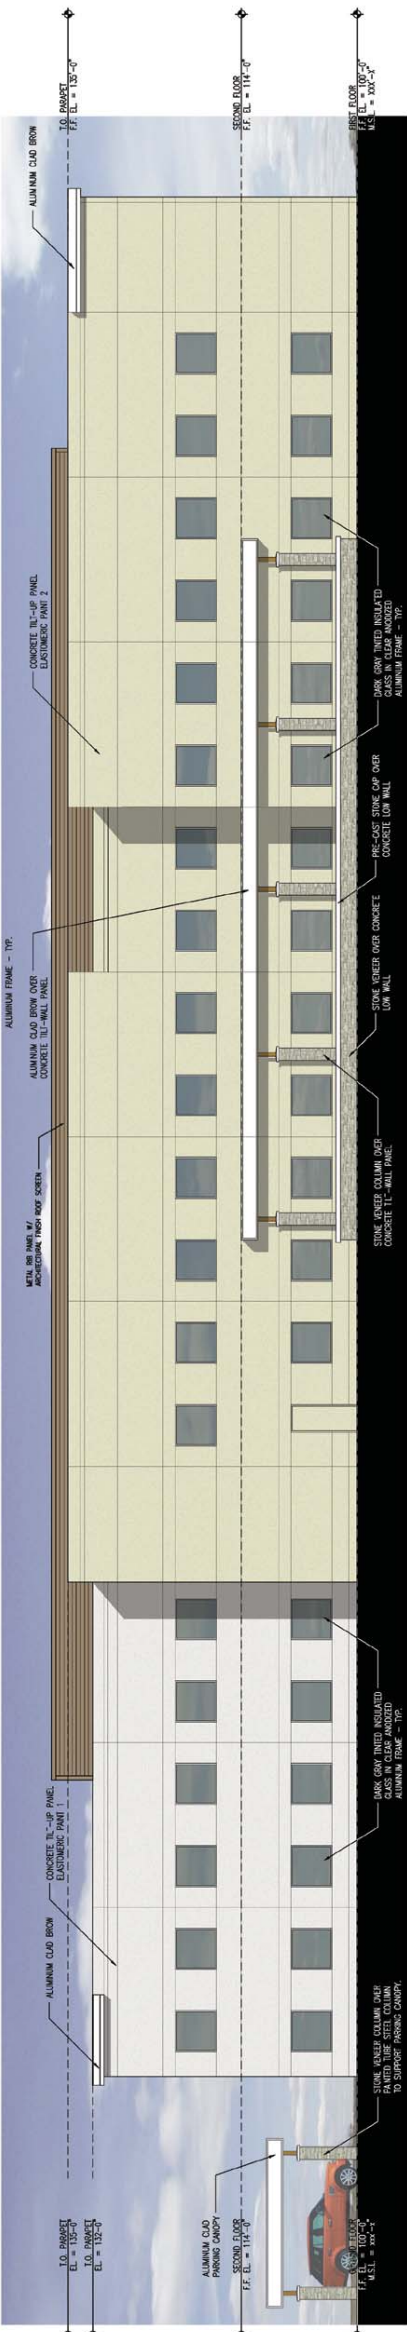 T.O. PARAPET
EL. = 135'-0"
T.O. PARAPET
EL. = 132'-0"
ALUMINUM CLAD
PARKING CANOPY
SECOND FLOOR
F.F. EL. = 114'-0"
F.F. EL. = 100'-0"
M.S.L. = xxx'-x"
STONE VENEER COLUMN OVER
PAINTED TUBE STEEL COLUMN
TO SUPPORT PARKING CANOPY.
ALUMINUM CLAD BROW
CONCRETE TILT-UP PANEL
ELASTOMERIC PAINT 1
DARK GRAY TINTED INSULATED
GLASS IN CLEAR ANODIZED
ALUMINUM FRAME - TYP.
METAL RIB PANEL W/
ARCHITECTURAL FINISH ROOF SCREEN
ALUMINUM FRAME - TYP.
ALUMINUM CLAD BROW OVER
CONCRETE TILT-WALL PANEL
STONE VENEER COLUMN OVER
CONCRETE TILT-WALL PANEL
STONE VENEER OVER CONCRETE
LOW WALL
PRE-CAST STONE CAP OVER
CONCRETE LOW WALL
CONCRETE TILT-UP PANEL
ELASTOMERIC PAINT 2
DARK GRAY TINTED INSULATED
GLASS IN CLEAR ANODIZED
ALUMINUM FRAME - TYP.
ALUMINUM CLAD BROW
T.O. PARAPET
F.F. EL. = 135'-0"
SECOND FLOOR
F.F. EL. = 114'-0"
FIRST FLOOR
F.F. EL. = 100'-0"
M.S.L. = XXX'-X"